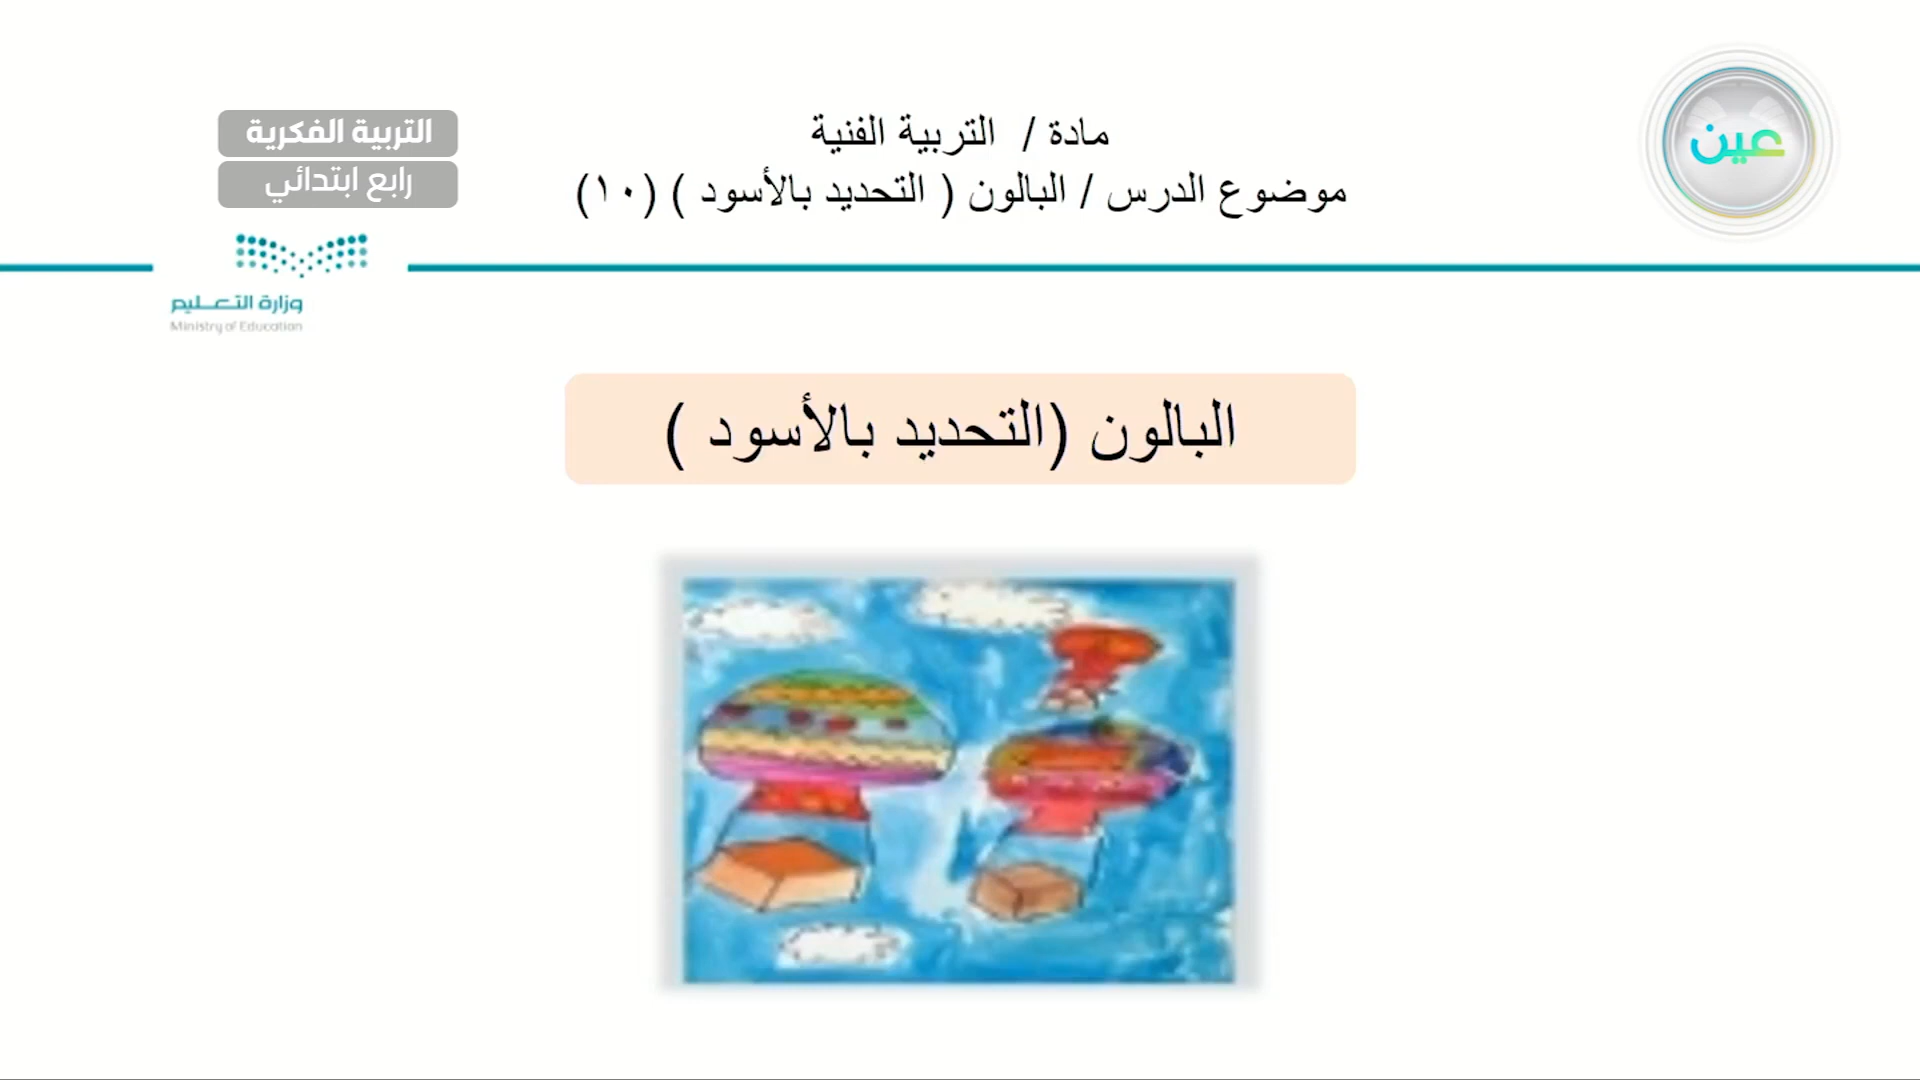 عين
مادة / التربية الفنية
موضوع الدرس / البالون ( التحديد بالأسود ) (١٠)
التربية الفكرية
رابع ابتدائي
وزارة التعليم
Ministry of Education
البالون (التحديد بالأسود )